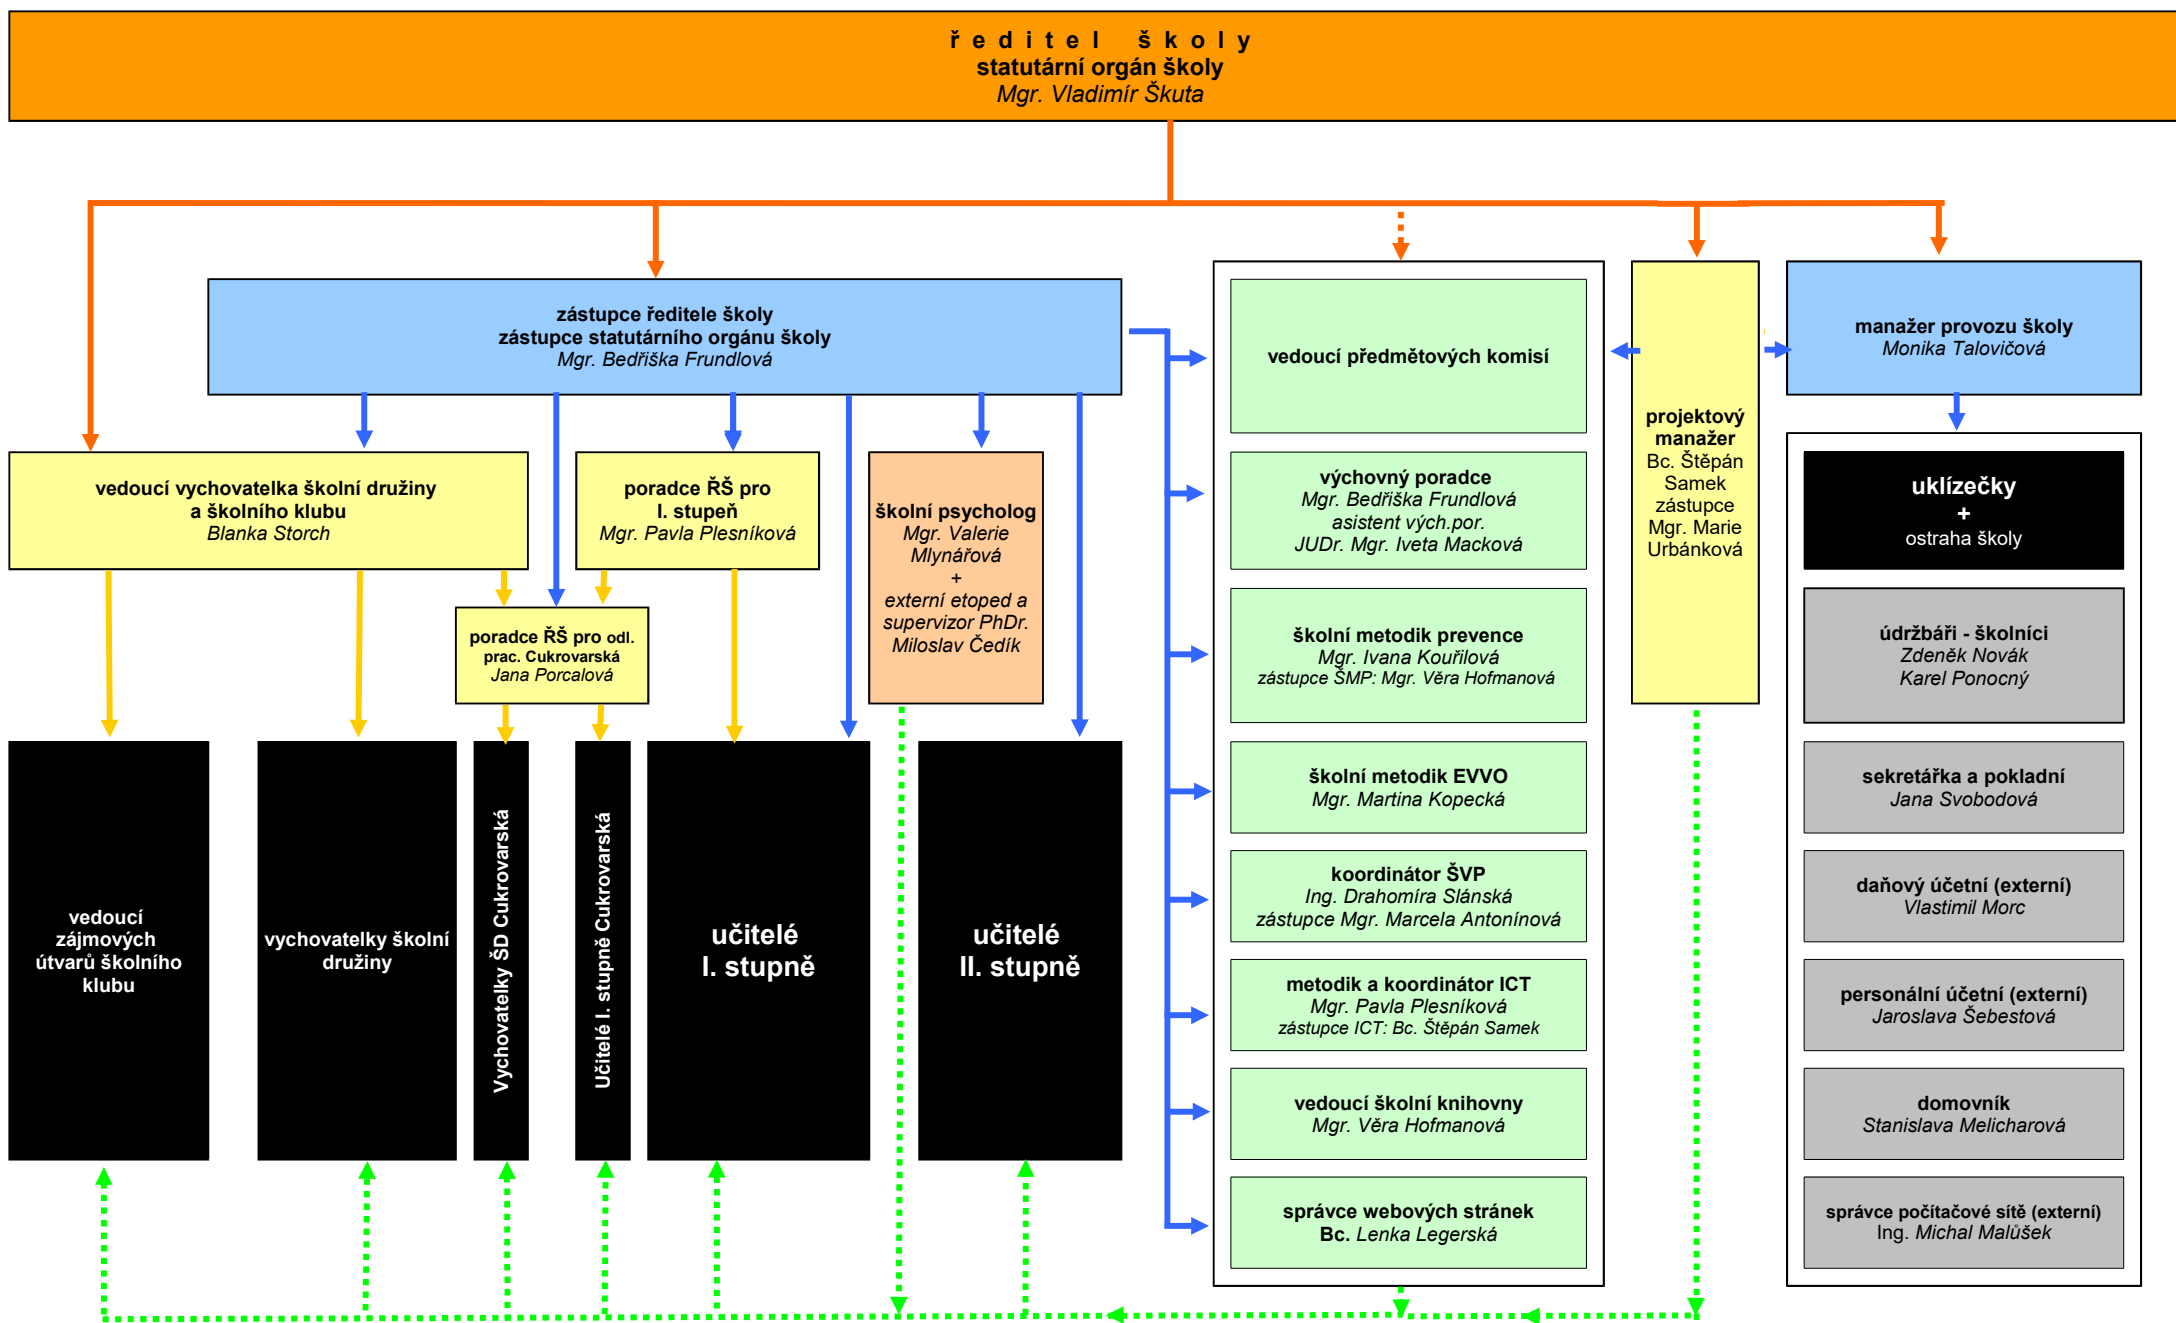 ředitel školy
statutární orgán školy
Mgr. Vladimír Škuta
zástupce ředitele školy
zástupce statutárního orgánu školy
Mgr. Bedřiška Frundlová
vedoucí předmětových komisí
projektový
manažer
Bc. Štěpán
Samek
zástupce
Mgr. Marie
Urbánková
manažer provozu školy
Monika Talovičová
vedoucí vychovatelka školní družiny
a školního klubu
Blanka Storch
poradce ŘŠ pro
I. stupeň
Mgr. Pavla Plesníková
školní psycholog
Mgr. Valerie
Mlynářová
+
externí etoped a
supervizor PhDr.
Miloslav Čedík
poradce ŘŠ pro odl.
prac. Cukrovarská
Jana Porcalová
výchovný poradce
Mgr. Bedřiška Frundlová
asistent vých.por.
JUDr. Mgr. Iveta Macková
školní metodik prevence
Mgr. Ivana Kouřilová
zástupce ŠMP: Mgr. Věra Hofmanová
školní metodik EVVO
Mgr. Martina Kopecká
koordinátor ŠVP
Ing. Drahomíra Slánská
zástupce Mgr. Marcela Antonínová
metodik a koordinátor ICT
Mgr. Pavla Plesníková
zástupce ICT: Bc. Štěpán Samek
vedoucí školní knihovny
Mgr. Věra Hofmanová
správce webových stránek
Bc. Lenka Legerská
uklízečky
+
ostraha školy
údržbáři - školníci
Zdeněk Novák
Karel Ponocný
sekretářka a pokladní
Jana Svobodová
daňový účetní (externí)
Vlastimil Morc
personální účetní (externí)
Jaroslava Šebestová
domovník
Stanislava Melicharová
správce počítačové sítě (externí)
Ing. Michal Malůšek
vedoucí
zájmových
útvarů školního
klubu
vychovatelky školní
družiny
Vychovatelky ŠD Cukrovarská
Učitelé I. stupně Cukrovarská
učitelé
I. stupně
učitelé
II. stupně